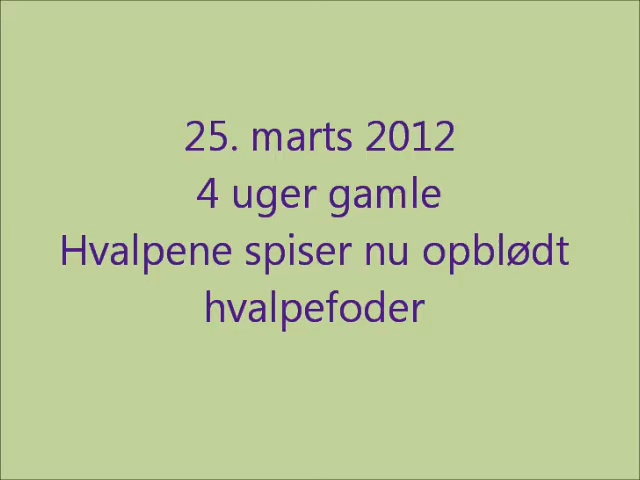 25. marts 2012
4 uger gamle
Hvalpene spiser nu opblødt
hvalpefoder